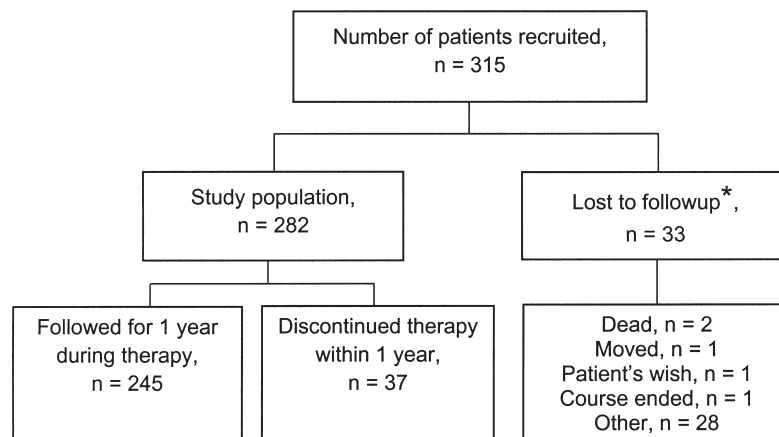 Number of patients recruited,
n = 315
Study population,
n = 282
Lost to followup*,
n = 33
Followed for 1 year
during therapy,
n = 245
Discontinued therapy
within 1 year,
n = 37
Dead, n = 2
Moved, n = 1
Patient's wish, n = 1
Course ended, n = 1
Other, n = 28